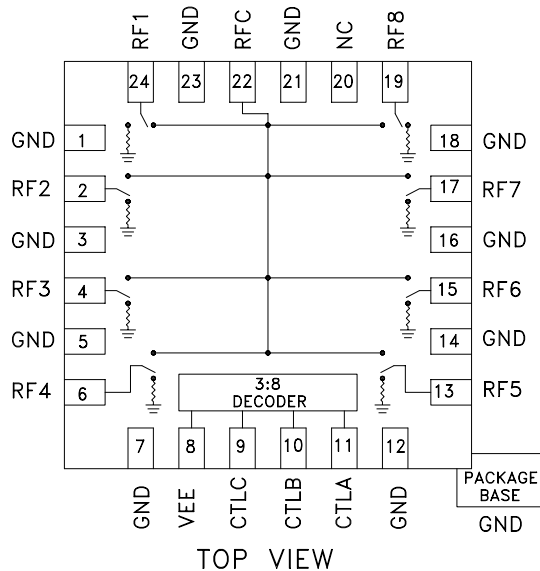 RF1 GND RFC GND NC RF8
24 23 22 21 20 19
GND 1 18 GND
RF2 2 17 RF7
GND 3 16 GND
RF3 4 15 RF6
GND 5 14 GND
RF4 6 13 RF5
3:8
DECODER
7 8 9 10 11 12
GND VEE CTLC CTLB CTLA GND
PACKAGE
BASE
GND
TOP VIEW